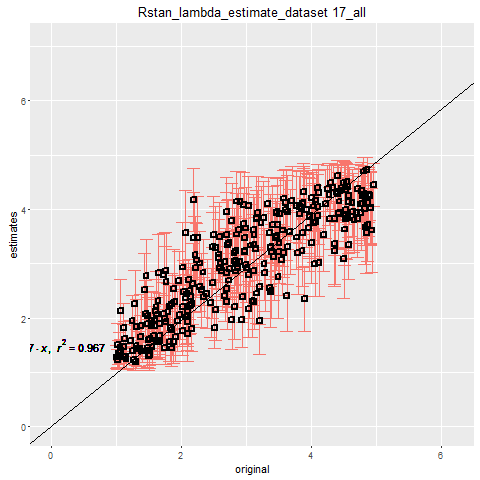 Rstan_lambda_estimate_dataset 17_all
estimates
6
4
2
0
7 · x, r² = 0.967
0 2 4 6
original